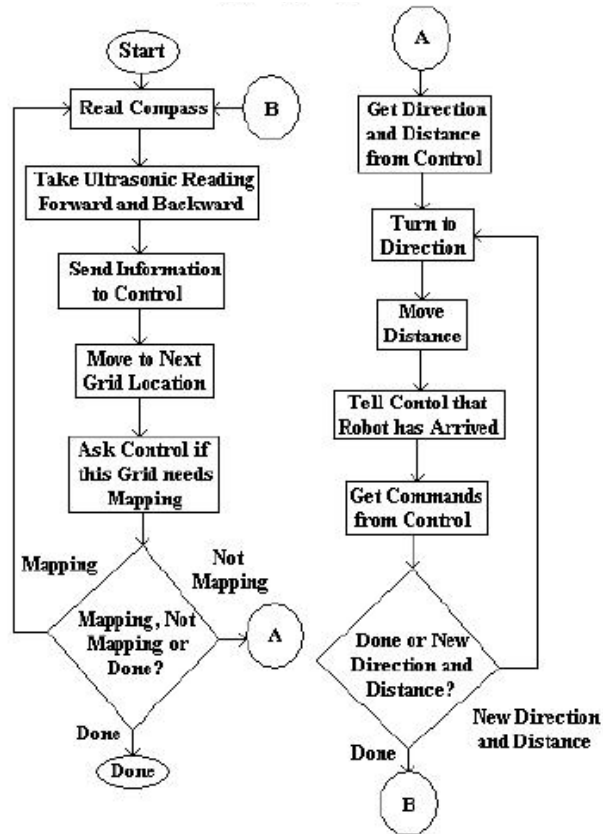 Start
Read Compass
B
Take Ultrasonic Reading
Forward and Backward
Send Information
to Control
Move to Next
Grid Location
Ask Control if
this Grid needs
Mapping
Mapping
Not
Mapping
Mapping, Not
Mapping or
Done?
A
Done
Done
A
Get Direction
and Distance
from Control
Turn to
Direction
Move
Distance
Tell Contol that
Robot has Arrived
Get Commands
from Control
Done or New
Direction and
Distance?
New Direction
and Distance
Done
B